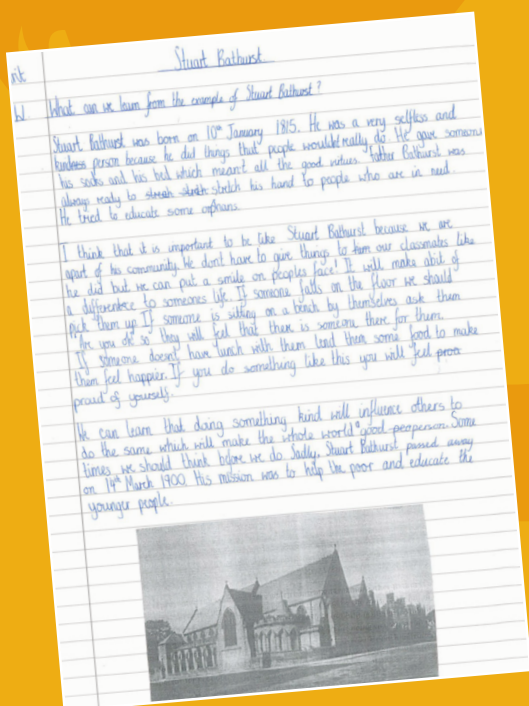 Stuart Bathurst
W
What can we learn from the example of Stuart Bathurst?
Stuart Bathurst was born on 10th January 1815. He was a very selfless and
kindness person because he did things that people wouldn't really do. He gave someone
his socks and his bed which meant all the good virtues. Father Bathurst was
always ready to streach streth stretch his hand to people who are in need.
He tried to educate some orphans.
I think that it is important to be like Stuart Bathurst because we are
apart of his community. We don't have to give things to our classmates like
he did but we can put a smile on peoples face! It will make abit of
a difference to someones life. If someone falls on the floor we should
pick them up If someone is sitting on a bench by themselves ask them
"Are you ok" so they will feel that there is someone there for them.
If someone doesn't have lunch with them lend them some food to make
them feel happier. If you do something like this you will feel proo
proud of yourself.
We can learn that doing something kind will influence others to
do the same which will make the whole world good peoperson. Some
times we should think before we do. Sadly, Stuart Bathurst passed away
on 19th March 1900. His mission was to help the poor and educate the
younger people.